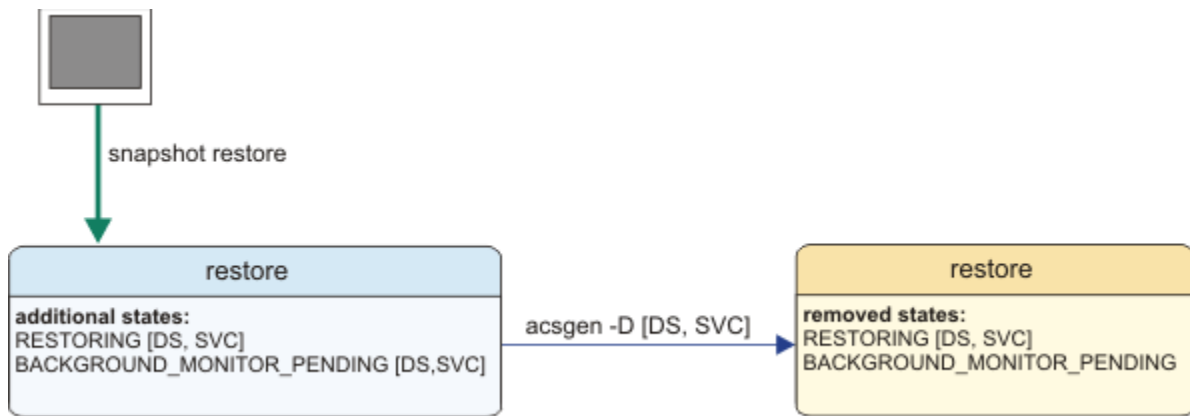 snapshot restore
restore
additional states:
RESTORING [DS, SVC]
BACKGROUND_MONITOR_PENDING [DS,SVC]
acsgen -D [DS, SVC]
restore
removed states:
RESTORING [DS, SVC]
BACKGROUND_MONITOR_PENDING